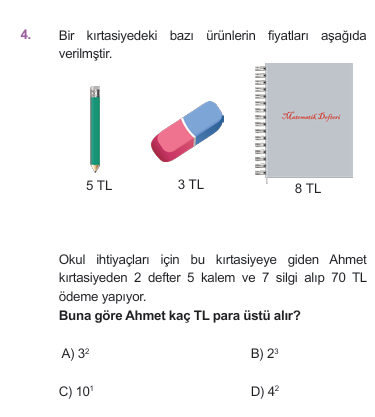 4. Bir kırtasiyedeki bazı ürünlerin fiyatları aşağıda
verilmştir.
Matematik Defteri
5 TL
3 TL
8 TL
Okul ihtiyaçları için bu kırtasiyeye giden Ahmet
kırtasiyeden 2 defter 5 kalem ve 7 silgi alıp 70 TL
ödeme yapıyor.
Buna göre Ahmet kaç TL para üstü alır?
A) 3²
B) 2³
C) 10¹
D) 4²